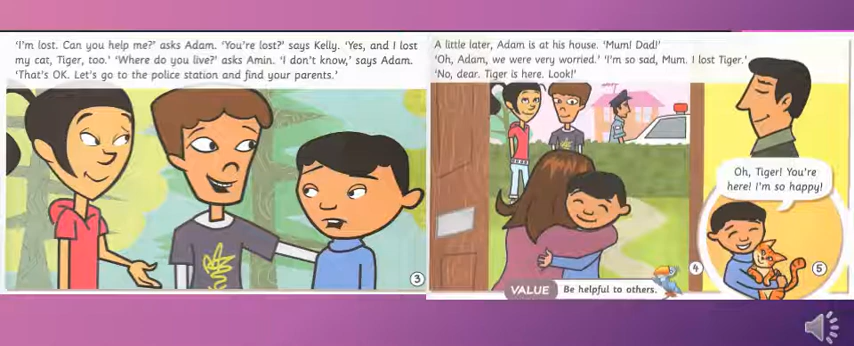 'I'm lost. Can you help me?' asks Adam. 'You're lost?' says Kelly. 'Yes, and I lost
my cat, Tiger, too.' 'Where do you live?' asks Amin. 'I don't know,' says Adam.
'That's OK. Let's go to the police station and find your parents.'
3
A little later, Adam is at his house. 'Mum! Dad!'
'Oh, Adam, we were very worried.' 'I'm so sad, Mum. I lost Tiger.'
'No, dear. Tiger is here. Look!'
4
Oh, Tiger! You're
here! I'm so happy!
5
VALUE Be helpful to others.